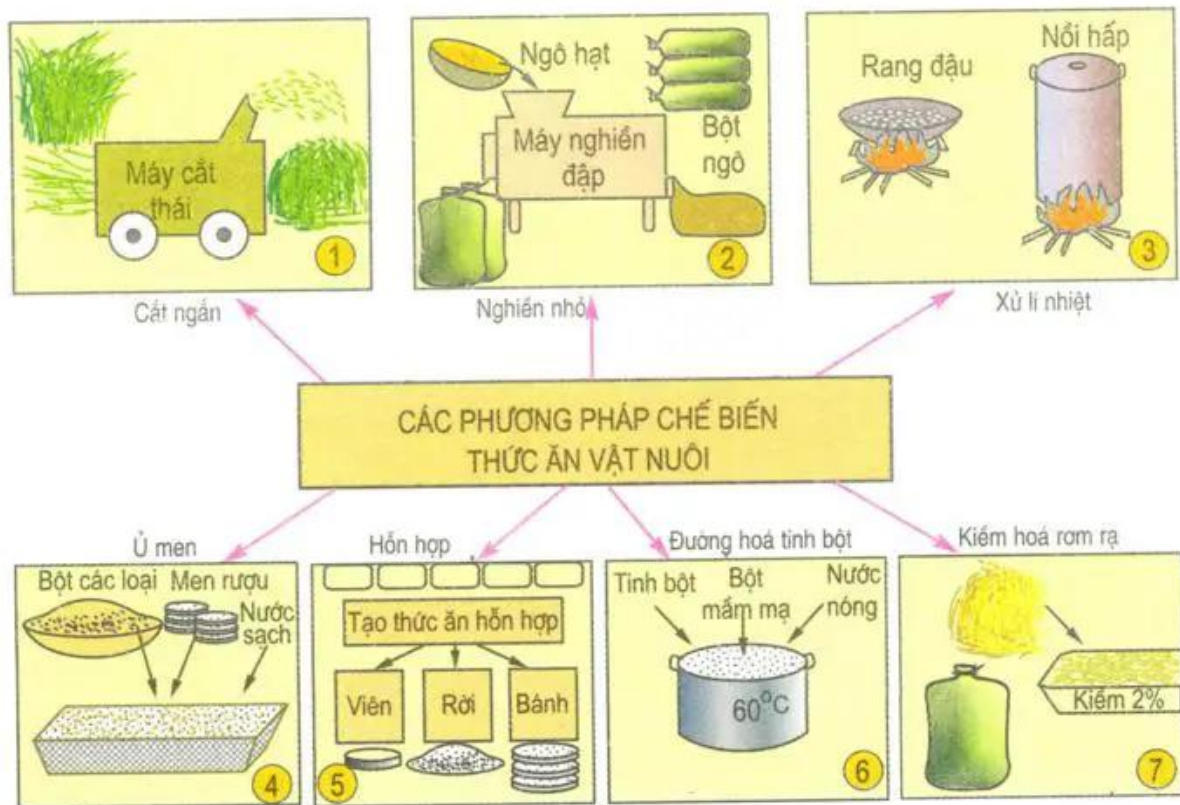 Ngô hạt
Nồi hấp
Rang đậu
Máy cắt
thái
Máy nghiền
đập
Bột
ngô
1
2
3
Cắt ngắn
Nghiền nhỏ
Xử lí nhiệt
CÁC PHƯƠNG PHÁP CHẾ BIẾN
THỨC ĂN VẬT NUÔI
Ủ men
Hỗn hợp
Đường hoá tinh bột
Kiềm hoá rơm rạ
Bột các loại
Men rượu
Nước
sạch
4
Tạo thức ăn hỗn hợp
Viên
Rời
Bánh
5
Tinh bột
Bột
mầm mạ
Nước
nóng
60°C
6
Kiềm 2%
7